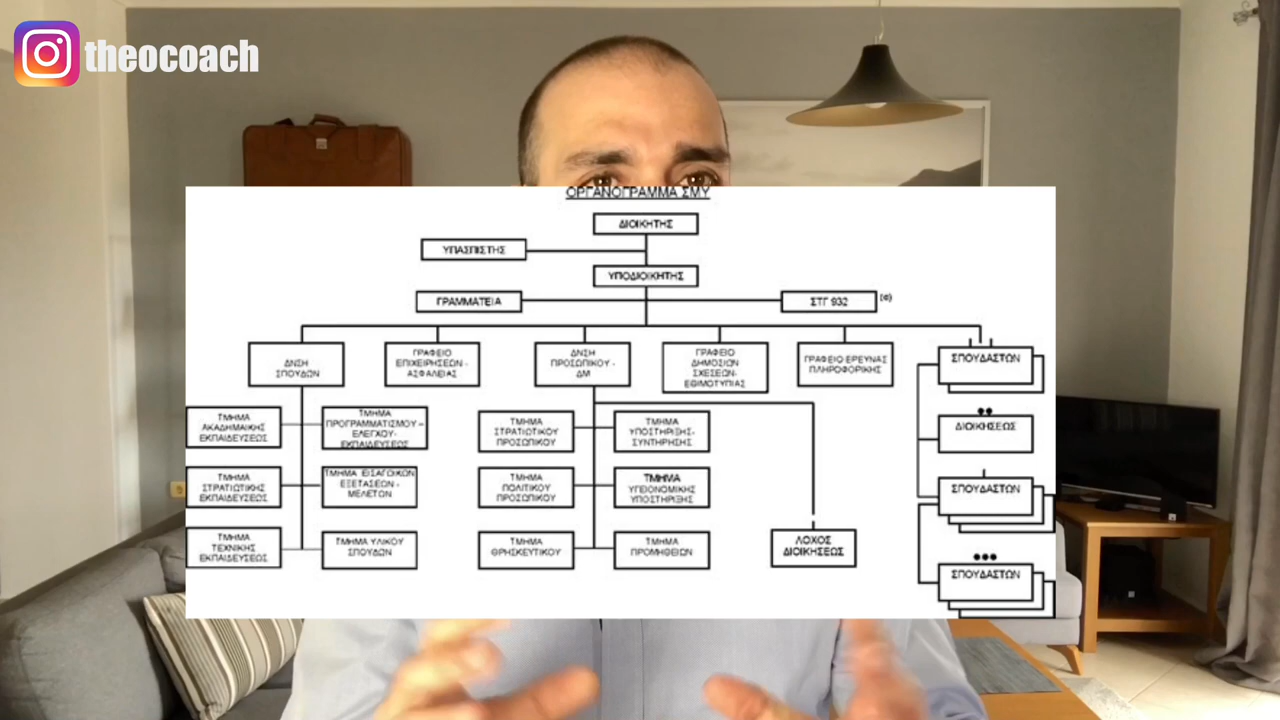 theocoach
ΟΡΓΑΝΟΓΡΑΜΜΑ ΣΜΥ
ΔΙΟΙΚΗΤΗΣ
ΥΠΑΣΠΙΣΤΗΣ
ΥΠΟΔΙΟΙΚΗΤΗΣ
ΓΡΑΜΜΑΤΕΙΑ
ΣΤΓ 932
ΔΝΣΗ
ΣΠΟΥΔΩΝ
ΓΡΑΦΕΙΟ
ΕΠΙΧΕΙΡΗΣΕΩΝ -
ΑΣΦΑΛΕΙΑΣ
ΔΝΣΗ
ΠΡΟΣΩΠΙΚΟΥ -
ΔΜ
ΓΡΑΦΕΙΟ
ΔΗΜΟΣΙΩΝ
ΣΧΕΣΕΩΝ-
ΕΘΙΜΟΤΥΠΙΑΣ
ΓΡΑΦΕΙΟ ΕΡΕΥΝΑΣ
ΠΛΗΡΟΦΟΡΙΚΗΣ
ΣΠΟΥΔΑΣΤΩΝ
ΤΜΗΜΑ
ΑΚΑΔΗΜΑΙΚΗΣ
ΕΚΠΑΙΔΕΥΣΕΩΣ
ΤΜΗΜΑ
ΠΡΟΓΡΑΜΜΑΤΙΣΜΟΥ –
ΕΛΕΓΧΟΥ-
ΕΚΠΑΙΔΕΥΣΕΩΣ
ΤΜΗΜΑ
ΣΤΡΑΤΙΩΤΙΚΟΥ
ΠΡΟΣΩΠΙΚΟΥ
ΤΜΗΜΑ
ΥΠΟΣΤΗΡΙΞΗΣ-
ΣΥΝΤΗΡΗΣΗΣ
ΔΙΟΙΚΗΣΕΩΣ
ΤΜΗΜΑ
ΣΤΡΑΤΙΩΤΙΚΗΣ
ΕΚΠΑΙΔΕΥΣΕΩΣ
ΤΜΗΜΑ ΕΙΣΑΓΩΓΙΚΩΝ
ΕΞΕΤΑΣΕΩΝ -
ΜΕΛΕΤΩΝ
ΤΜΗΜΑ
ΠΟΛΙΤΙΚΟΥ
ΠΡΟΣΩΠΙΚΟΥ
ΤΜΗΜΑ
ΥΓΕΙΟΝΟΜΙΚΗΣ
ΥΠΟΣΤΗΡΙΞΗΣ
ΣΠΟΥΔΑΣΤΩΝ
ΤΜΗΜΑ
ΤΕΧΝΙΚΗΣ
ΕΚΠΑΙΔΕΥΣΕΩΣ
ΤΜΗΜΑ ΥΛΙΚΟΥ
ΣΠΟΥΔΩΝ
ΤΜΗΜΑ
ΘΡΗΣΚΕΥΤΙΚΟΥ
ΤΜΗΜΑ
ΠΡΟΜΗΘΕΙΩΝ
ΛΟΧΟΣ
ΔΙΟΙΚΗΣΕΩΣ
ΣΠΟΥΔΑΣΤΩΝ